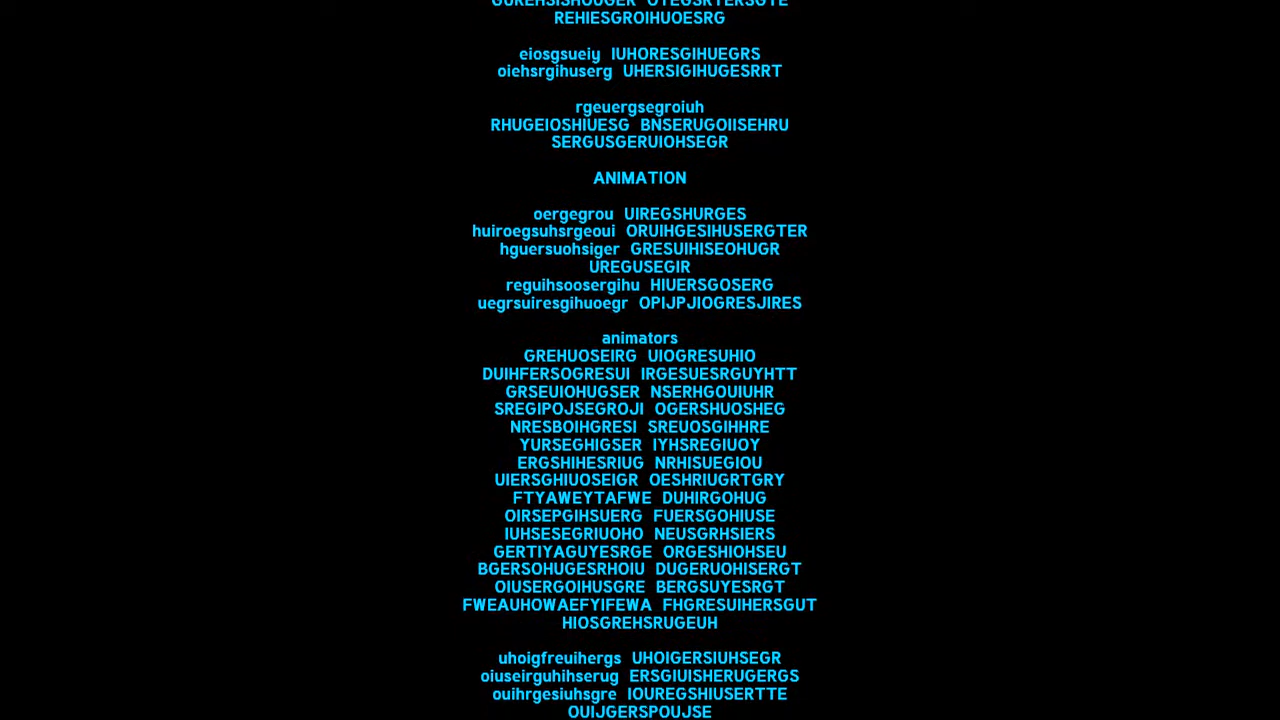 OUREHSISHOUGER OYEGSRTERSGTE
REHIESGROIHUOESRG
eiosgsueiy IUHORESGIHUEGRS
oiehsrgihuserg UHERSIGIHUGESRRT
rgeuergsegroiuh
RHUGEIOSHIUESG BNSERUGOIISEHRU
SERGUSGERUIOHSEGR
ANIMATION
oergegrou UIREGSHURGES
huiroegsuhsrgeoui ORUIHGESIHUSERGTER
hguersuohsiger GRESUIHISEOHUGR
UREGUSEGIR
reguihsoosergihu HIUERSGOSERG
uegrsuiresgihuoegr OPIJPJIOGRESJIRES
animators
GREHUOSEIRG UIOGRESUHIO
DUIHFERSOGRESUI IRGESUESRGUYHTT
GRSEUIOHUGSER NSERHGOUIUHR
SREGIPOJSEGROJI OGERSHUOSHEG
NRESBOIHGRESI SREUOSGIHHRE
YURSEGHIGSER IYHSREGIUOY
ERGSHIHESRIUG NRHISUEGIOU
UIERSGHIUOSEIGR OESHRIUGRTGRY
FTYAWEYTAFWE DUHIRGOHUG
OIRSEPGIHSUERG FUERSGOHIUSE
IUHSESEGRIUOHO NEUSGRHSIERS
GERTIYAGUYESRGE ORGESHIOHSEU
BGERSOHUGESRHOIU DUGERUOHISERGT
OIUSERGOIHUSGRE BERGSUYESRGT
FWEAUHOWAEFYIFEWA FHGRESUIHERSGUT
HIOSGREHSRUGEUH
uhoigfreuihergs UHOIGERSIUHSEGR
oiuseirguhihserug ERSGIUISHERUGERGS
ouihrgesiuhsgre IOUREGSHIUSERTTE
OUIJGERSPOUJSE